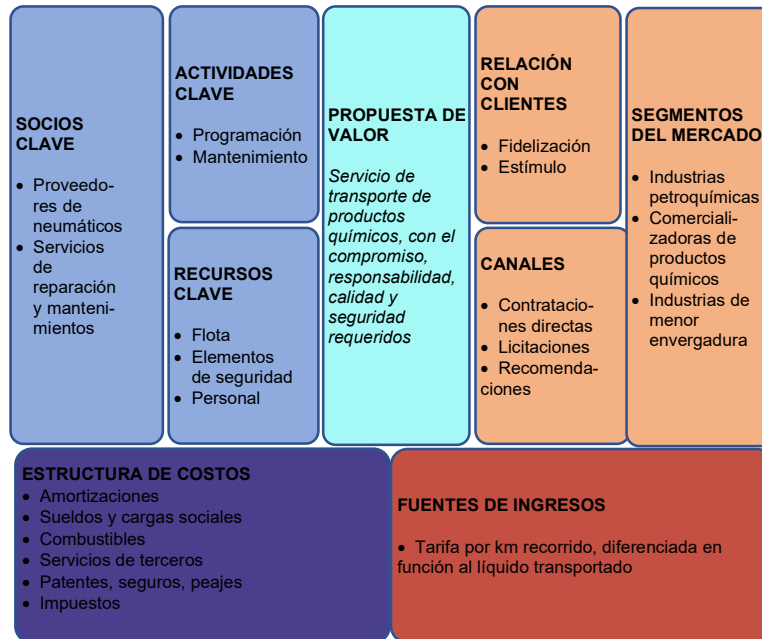 SOCIOS
CLAVE
• Proveedo-
res de
neumáticos
• Servicios
de
reparación
y manteni-
mientos
ACTIVIDADES
CLAVE
• Programación
• Mantenimiento
RECURSOS
CLAVE
• Flota
• Elementos
de seguridad
• Personal
PROPUESTA DE
VALOR
Servicio de
transporte de
productos
químicos, con el
compromiso,
responsabilidad,
calidad y
seguridad
requeridos
RELACIÓN
CON
CLIENTES
• Fidelización
• Estímulo
CANALES
• Contratacio-
nes directas
• Licitaciones
• Recomenda-
ciones
SEGMENTOS
DEL MERCADO
• Industrias
petroquímicas
• Comerciali-
zadoras de
productos
químicos
• Industrias de
menor
envergadura
ESTRUCTURA DE COSTOS
• Amortizaciones
• Sueldos y cargas sociales
• Combustibles
• Servicios de terceros
• Patentes, seguros, peajes
• Impuestos
FUENTES DE INGRESOS
• Tarifa por km recorrido, diferenciada en
función al líquido transportado